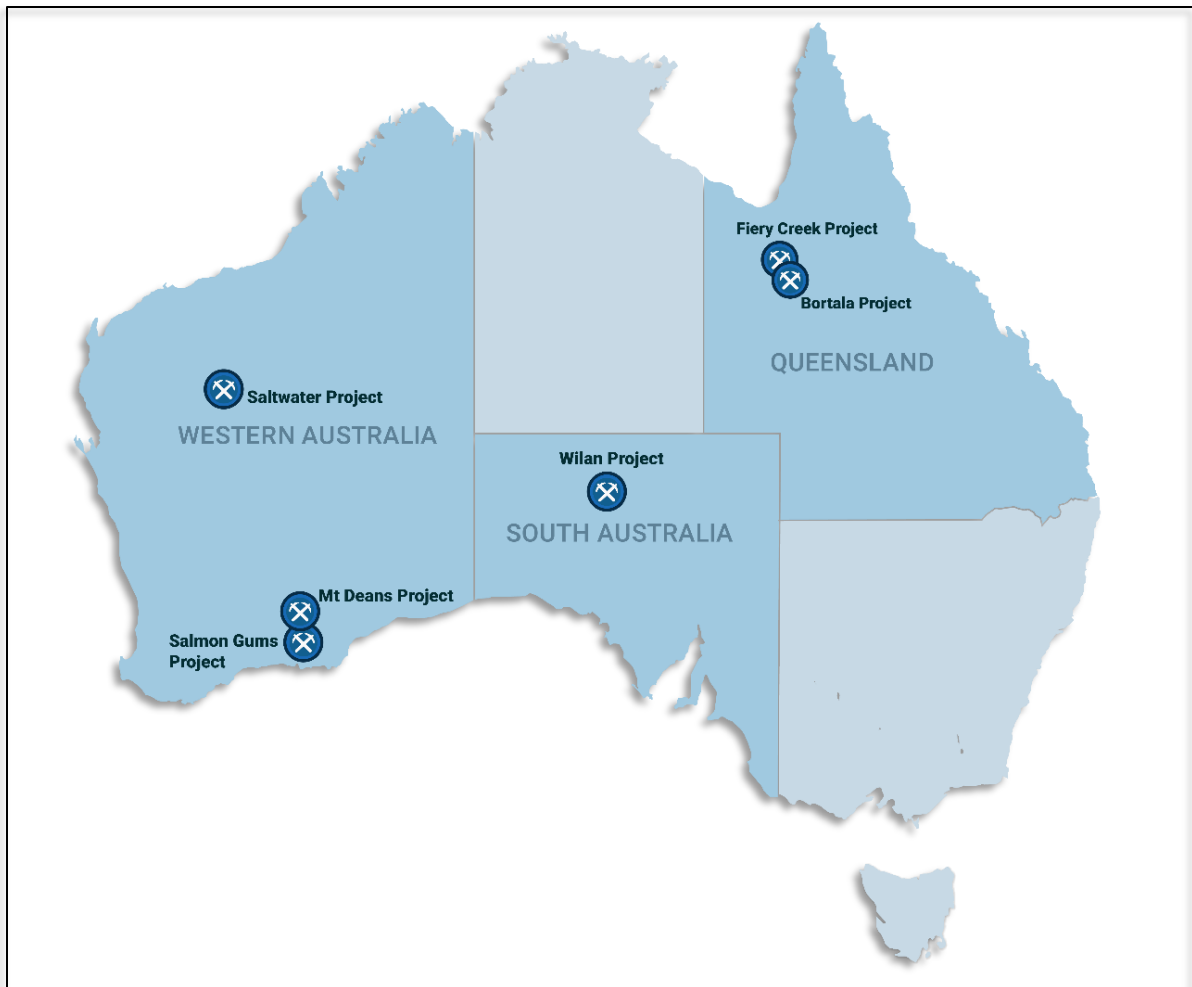 Fiery Creek Project
Bortala Project
QUEENSLAND
Saltwater Project
WESTERN AUSTRALIA
Wilan Project
SOUTH AUSTRALIA
Mt Deans Project
Salmon Gums
Project